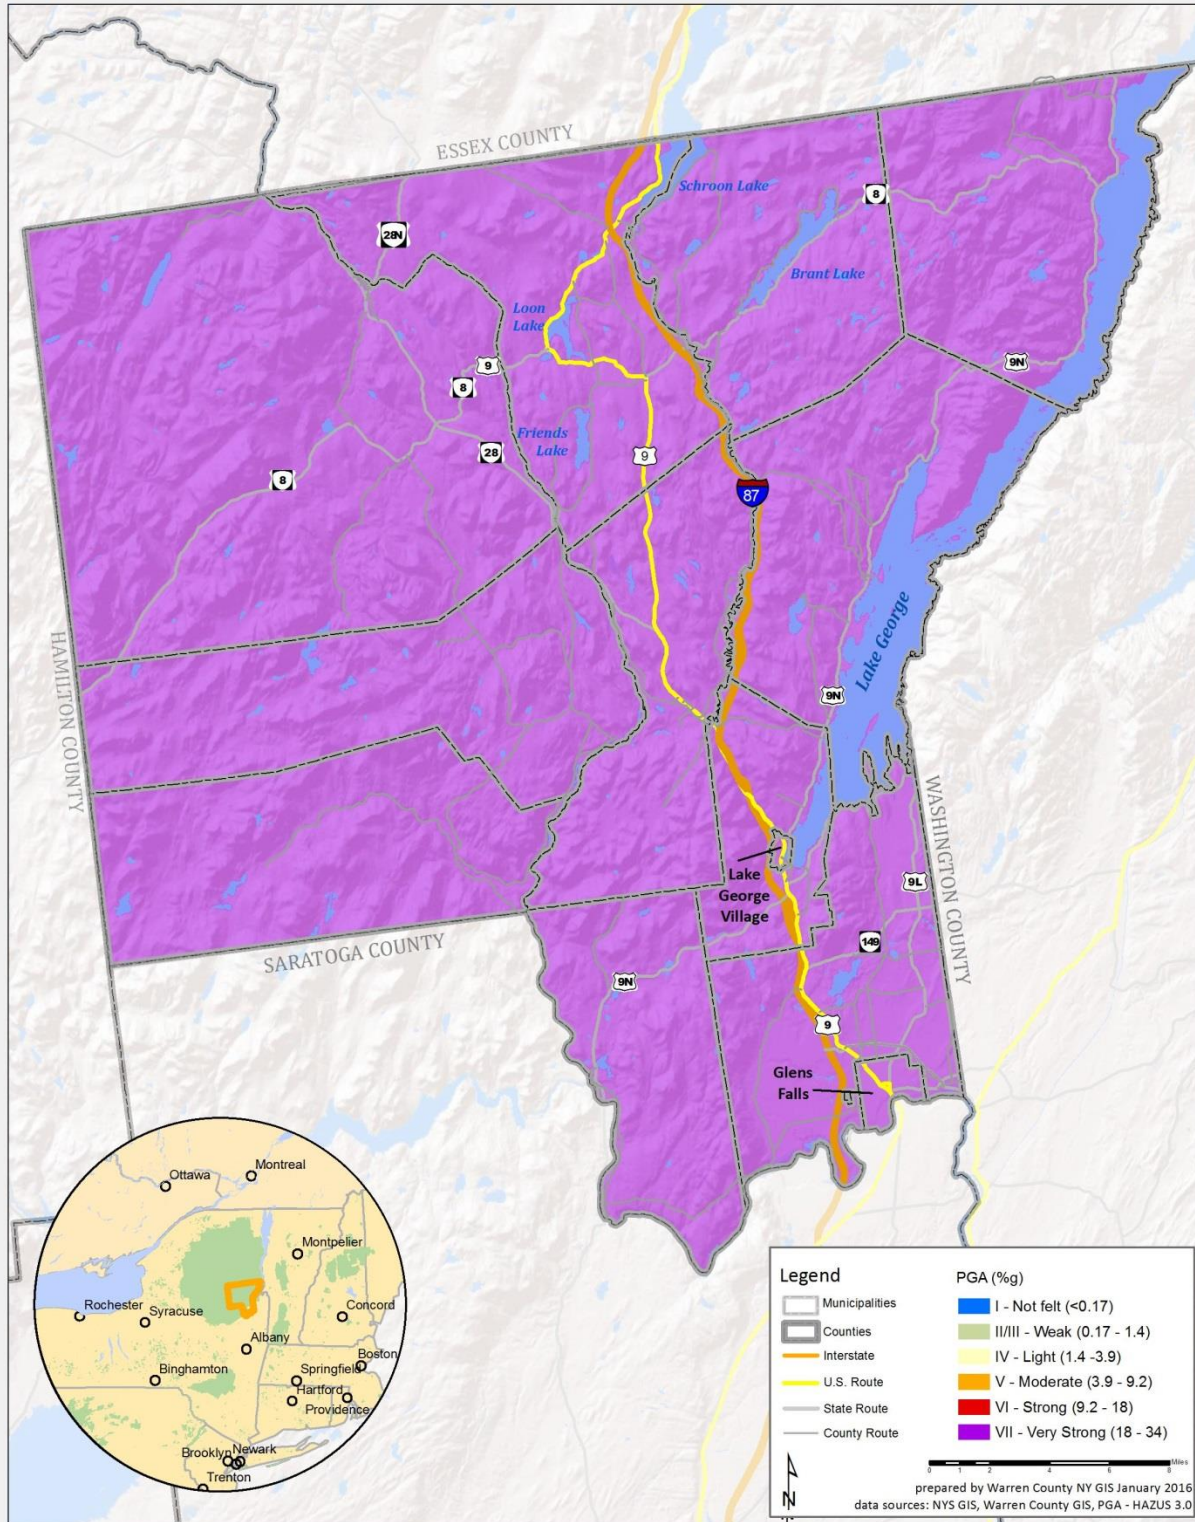 ESSEX COUNTY
Schroon Lake
8
28N
Brant Lake
Loon
Lake
9
9N
8
Friends
Lake
28
9
8
87
HAMILTON COUNTY
Lake George
9N
WASHINGTON COUNTY
Lake
George
Village
9L
SARATOGA COUNTY
149
9N
9
Glens
Falls
Ottawa
Montreal
Montpelier
Rochester
Syracuse
Concord
Albany
Boston
Binghamton
Springfield
Hartford
Providence
Brooklyn
Newark
Trenton
Legend
Municipalities
Counties
Interstate
U.S. Route
State Route
County Route
PGA (%g)
I - Not felt (<0.17)
II/III - Weak (0.17 - 1.4)
IV - Light (1.4 -3.9)
V - Moderate (3.9 - 9.2)
VI - Strong (9.2 - 18)
VII - Very Strong (18 - 34)
N
0 1 2 4 6 8 Miles
prepared by Warren County NY GIS January 2016
data sources: NYS GIS, Warren County GIS, PGA - HAZUS 3.0